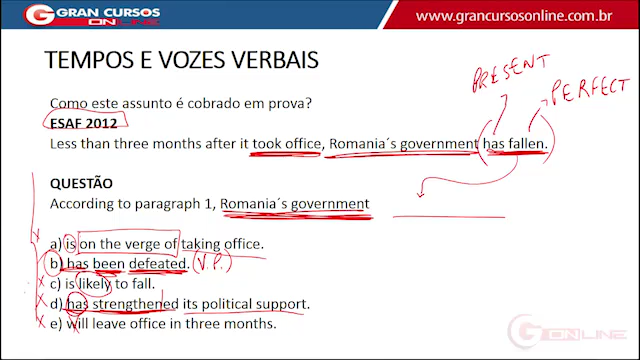 GRAN CURSOS
ONLINE
www.grancursosonline.com.br
TEMPOS E VOZES VERBAIS
PRESENT
PERFECT
Como este assunto é cobrado em prova?
ESAF 2012
Less than three months after it took office, Romania´s government (has fallen.)
QUESTÃO
According to paragraph 1, Romania´s government
x a) is on the verge of taking office.
b) has been defeated. (V.P.)
x c) is likely to fall.
x d) has strengthened its political support.
x e) will leave office in three months.
G ONLINE